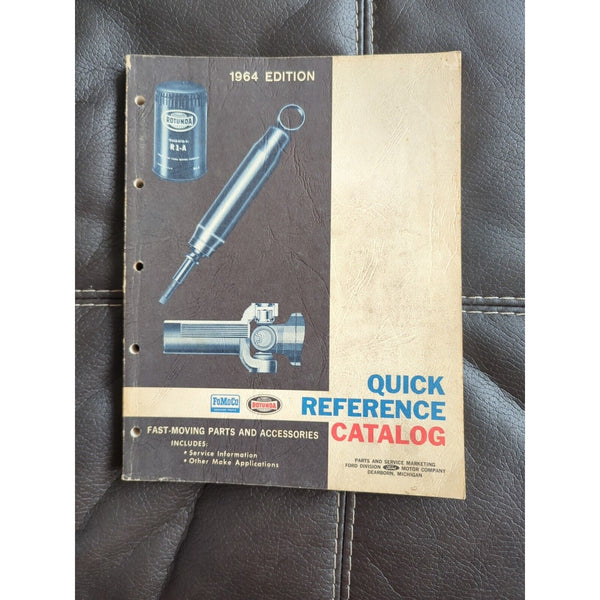 1964 EDITION
ROTUNDA
R1-A
FoMoCo
ROTUNDA
QUICK
REFERENCE
CATALOG
FAST-MOVING PARTS AND ACCESSORIES
INCLUDES:
• Service Information
• Other Make Applications
PARTS AND SERVICE MARKETING
FORD DIVISION Ford MOTOR COMPANY
DEARBORN, MICHIGAN